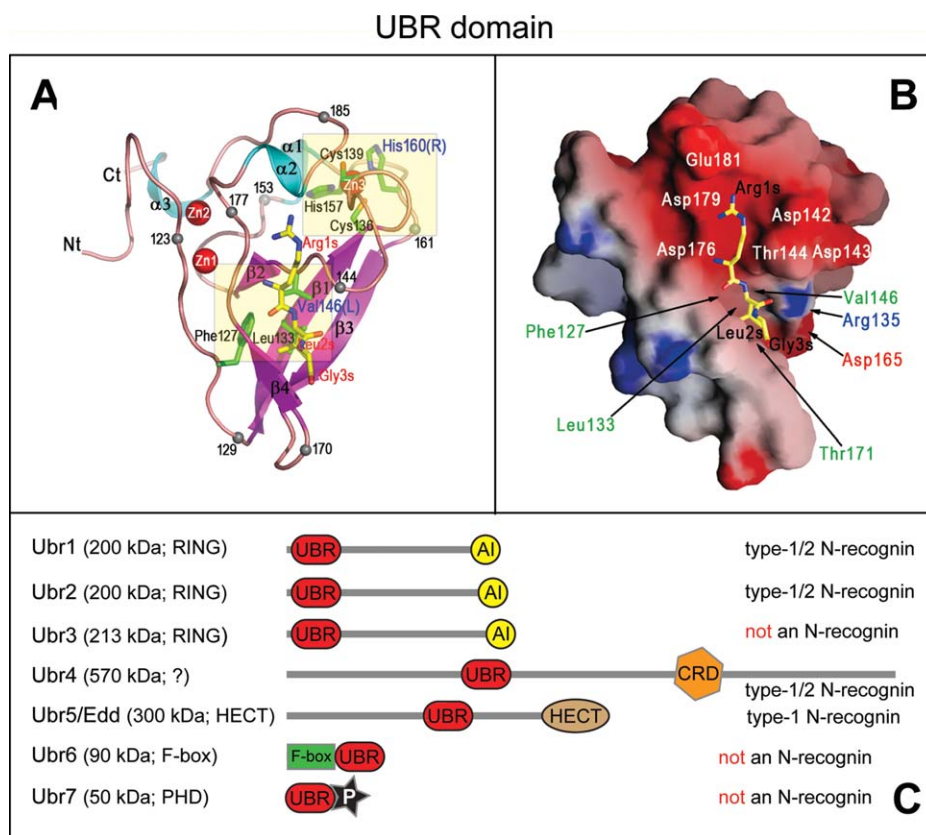 UBR domain
A
185
α1
His160(R)
Cys139
α2
Zn3
Ct
153
α3
177
His157
Zn2
Cys136
123
Nt
Arg1s
161
Zn1
β2
144
β1
Val146(L)
β3
Phe127
Leu133
Leu2s
β4
Gly3s
129
170
B
Glu181
Arg1s
Asp179
Asp142
Asp176
Thr144
Asp143
Val146
Phe127
Arg135
Leu2s
Gly3s
Asp165
Leu133
Thr171
Ubr1 (200 kDa; RING) UBR AI type-1/2 N-recognin
Ubr2 (200 kDa; RING) UBR AI type-1/2 N-recognin
Ubr3 (213 kDa; RING) UBR AI not an N-recognin
Ubr4 (570 kDa; ?) UBR CRD
type-1/2 N-recognin
Ubr5/Edd (300 kDa; HECT) UBR HECT type-1 N-recognin
Ubr6 (90 kDa; F-box) F-box UBR not an N-recognin
Ubr7 (50 kDa; PHD) UBR P not an N-recognin
C